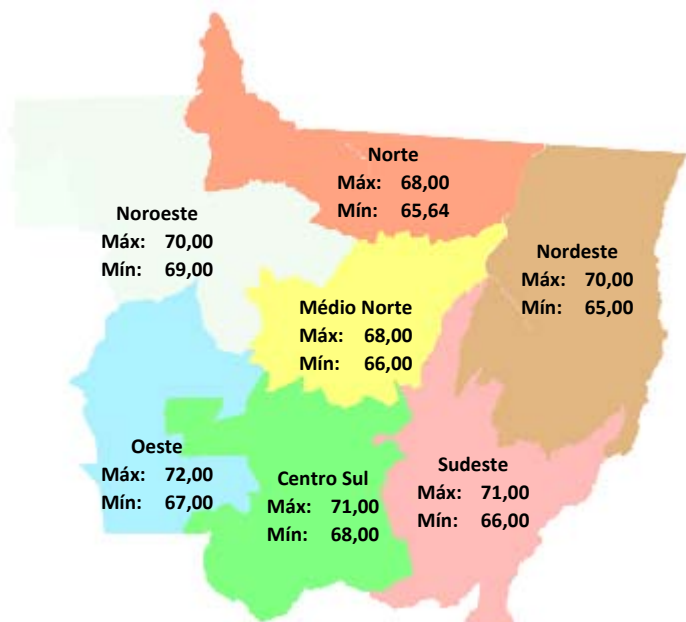 Norte
Máx: 68,00
Mín: 65,64
Noroeste
Máx: 70,00
Mín: 69,00
Nordeste
Máx: 70,00
Mín: 65,00
Médio Norte
Máx: 68,00
Mín: 66,00
Oeste
Máx: 72,00
Mín: 67,00
Centro Sul
Máx: 71,00
Mín: 68,00
Sudeste
Máx: 71,00
Mín: 66,00